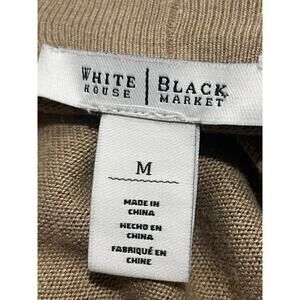 WHITE HOUSE | BLACK MARKET
M
MADE IN
CHINA
HECHO EN
CHINA
FABRIQUÉ EN
CHINE